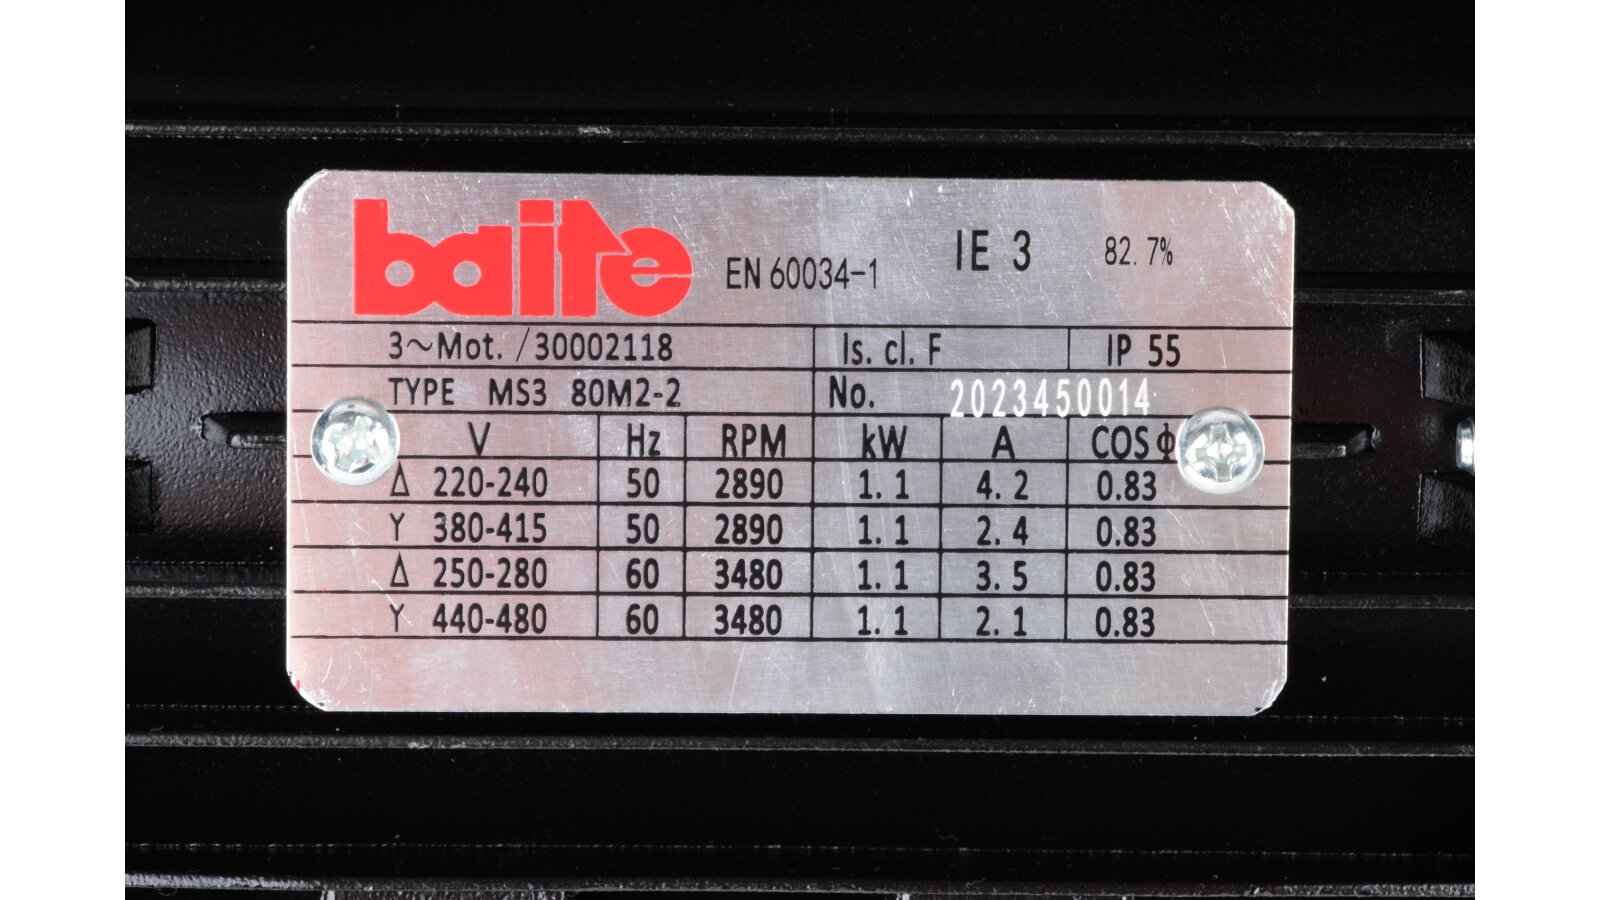 baite EN 60034-1 IE 3 82.7%
3~Mot. /30002118 Is. cl. F IP 55
TYPE MS3 80M2-2 No. 2023450014
V Hz RPM kW A COS ϕ
Δ 220-240 50 2890 1.1 4.2 0.83
Y 380-415 50 2890 1.1 2.4 0.83
Δ 250-280 60 3480 1.1 3.5 0.83
Y 440-480 60 3480 1.1 2.1 0.83